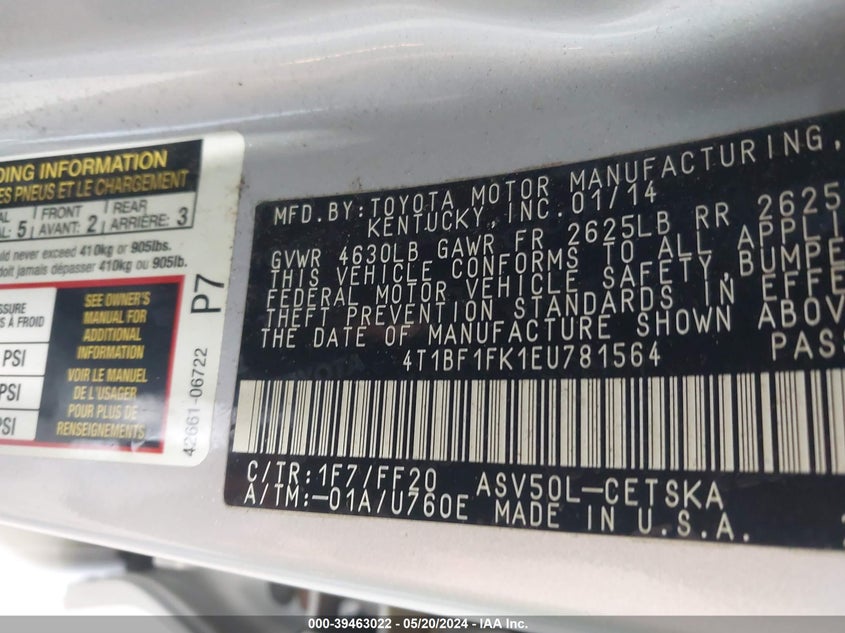 DING INFORMATION
ES PNEUS ET LE CHARGEMENT
FRONT
AVANT: 2
REAR
ARRIÈRE: 3
5
never exceed 410kg or 905lbs.
doit jamais dépasser 410kg ou 905lb.
À FROID
PSI
PSI
PSI
SEE OWNER'S
MANUAL FOR
ADDITIONAL
INFORMATION
VOIR LE MANUEL
DE L'USAGER
POUR PLUS DE
RENSEIGNEMENTS
42661-06722
P7
MFD. BY: TOYOTA MOTOR MANUFACTURING,
KENTUCKY, INC. 01/14
GVWR 4630LB GAWR FR 2625LB RR 2625
THIS VEHICLE CONFORMS TO ALL APPLI
FEDERAL MOTOR VEHICLE SAFETY, BUMPE
THEFT PREVENTION STANDARDS IN EFFE
THE DATE OF MANUFACTURE SHOWN ABOV
4T1BF1FK1EU781564 PASS
C/TR: 1F7/FF20 ASV50L-CETSKA
A/TM:-01A/U760E MADE IN U.S.A.
000-39463022 - 05/20/2024 - IAA Inc.